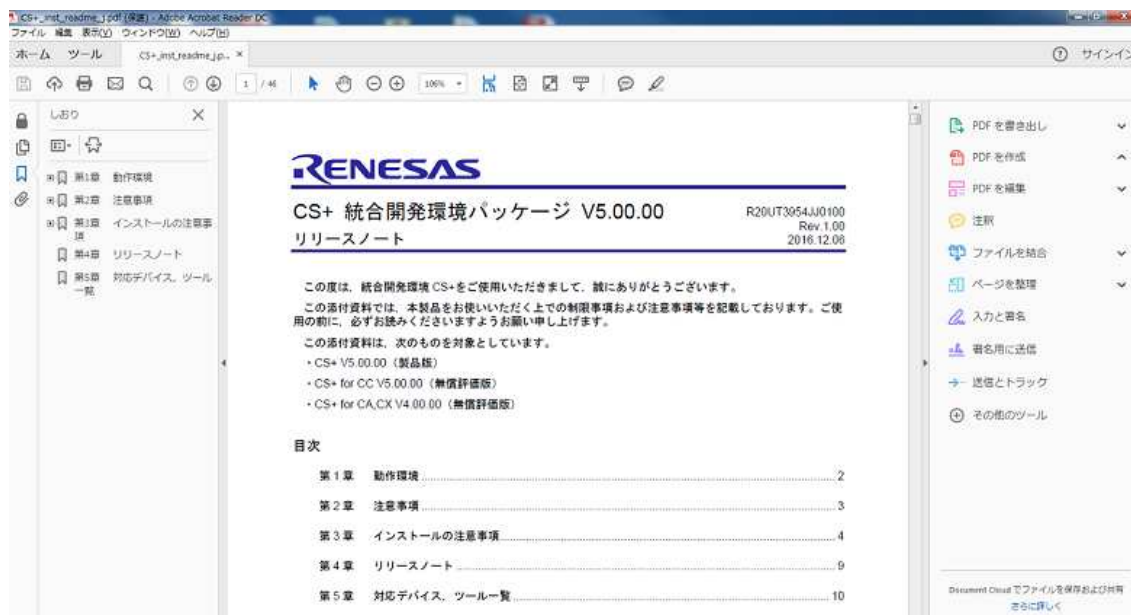 CS+_inst_readme_j.pdf (保護) - Adobe Acrobat Reader DC
ファイル 編集 表示(V) ウィンドウ(W) ヘルプ(H)
ホーム ツール CS+_inst_readme_j.p... × サインイン
1 / 46 106%
しおり
第1章 動作環境
第2章 注意事項
第3章 インストールの注意事
項
第4章 リリースノート
第5章 対応デバイス、ツール
一覧
RENESAS
CS+ 統合開発環境パッケージ V5.00.00
リリースノート
R20UT3954JJ0100
Rev.1.00
2016.12.06
この度は、統合開発環境 CS+をご使用いただきまして、誠にありがとうございます。
この添付資料では、本製品をお使いいただく上での制限事項および注意事項等を記載しております。ご使
用の前に、必ずお読みくださいますようお願い申し上げます。
この添付資料は、次のものを対象としています。
・CS+ V5.00.00（製品版）
・CS+ for CC V5.00.00（無償評価版）
・CS+ for CA,CX V4.00.00（無償評価版）
目次
第1章 動作環境 2
第2章 注意事項 3
第3章 インストールの注意事項 4
第4章 リリースノート 9
第5章 対応デバイス、ツール一覧 10
PDF を書き出し
PDF を作成
PDF を編集
注釈
ファイルを結合
ページを整理
入力と署名
署名用に送信
送信とトラック
その他のツール
Document Cloud でファイルを保存および共有
さらに詳しく